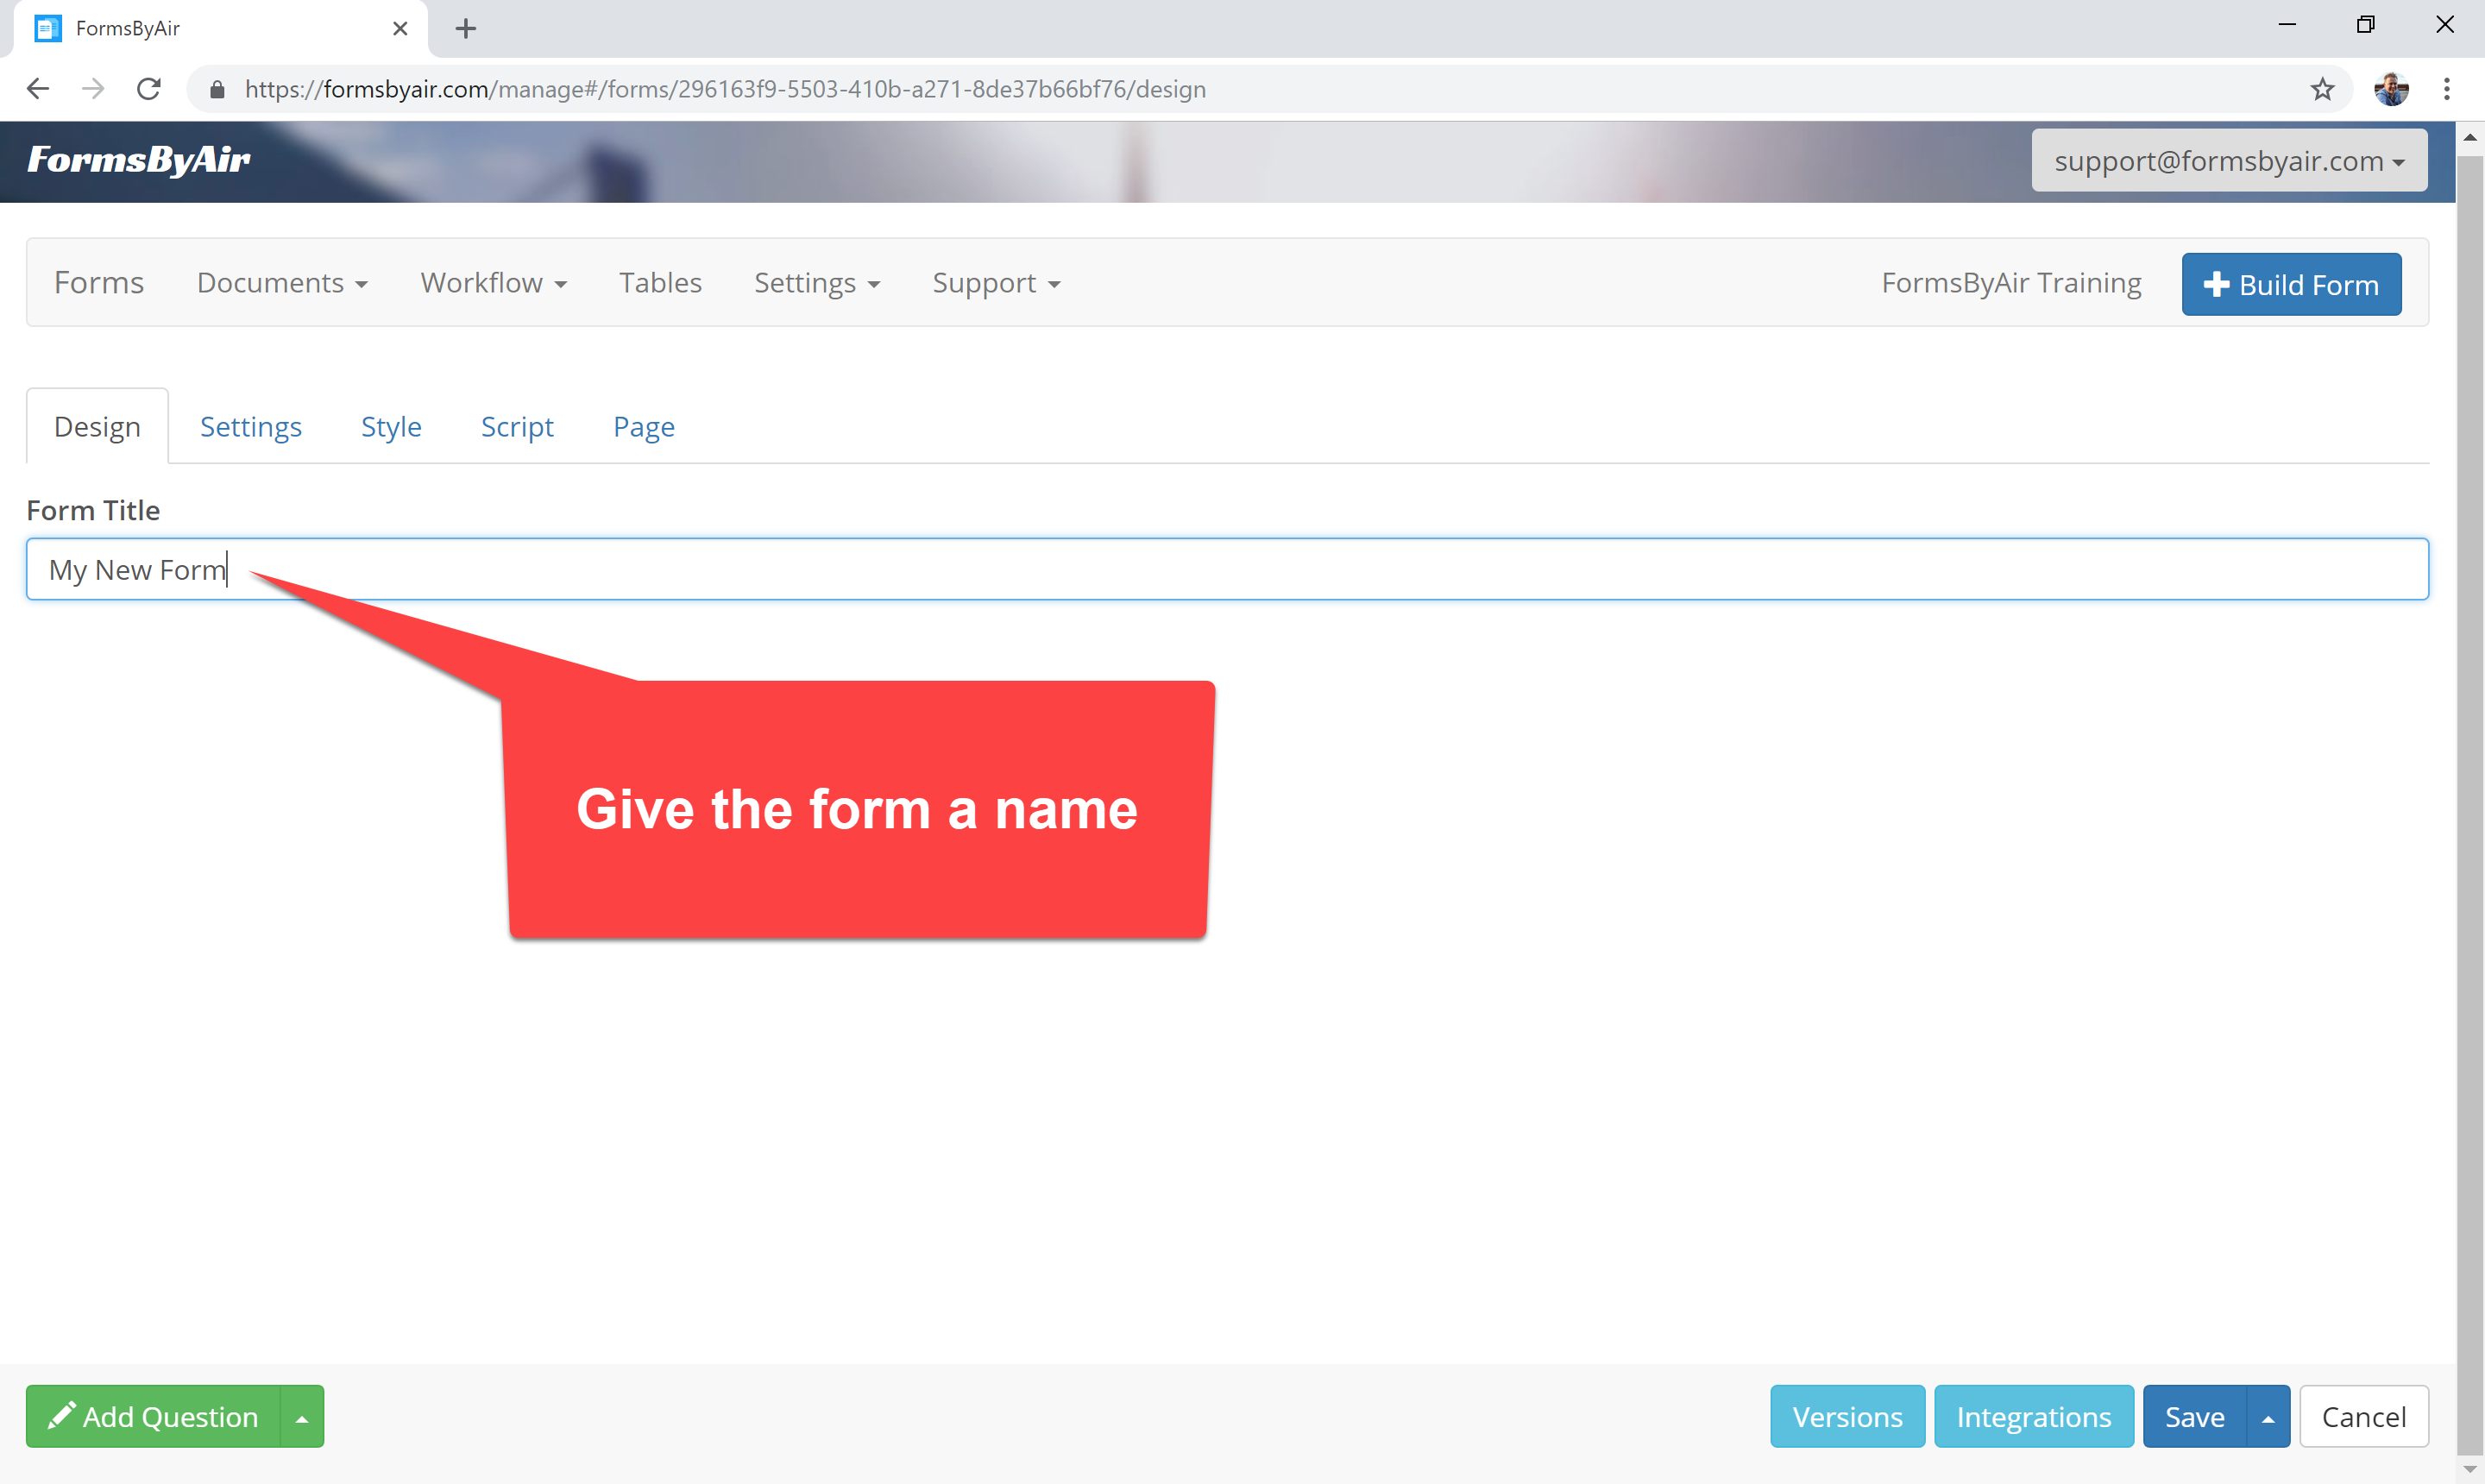 FormsByAir
https://formsbyair.com/manage#/forms/296163f9-5503-410b-a271-8de37b66bf76/design
FormsByAir
support@formsbyair.com
Forms Documents Workflow Tables Settings Support FormsByAir Training Build Form
Design Settings Style Script Page
Form Title
My New Form
Give the form a name
Add Question Versions Integrations Save Cancel